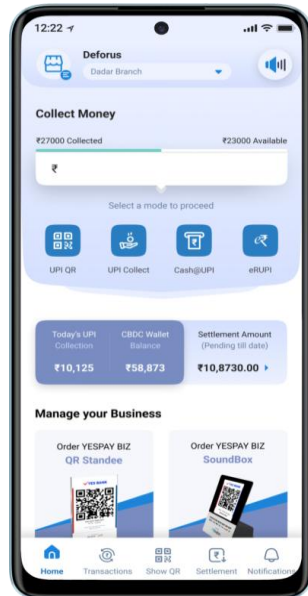 12:22
Deforus
Dadar Branch
Collect Money
₹27000 Collected ₹23000 Available
₹
Select a mode to proceed
UPI QR UPI Collect Cash@UPI eRUPI
Today's UPI CBDC Wallet Settlement Amount
Collection Balance (Pending till date)
₹10,125 ₹58,873 ₹10,8730.00
Manage your Business
Order YESPAY BIZ Order YESPAY BIZ
QR Standee SoundBox
YES BANK
Home Transactions Show QR Settlement Notifications